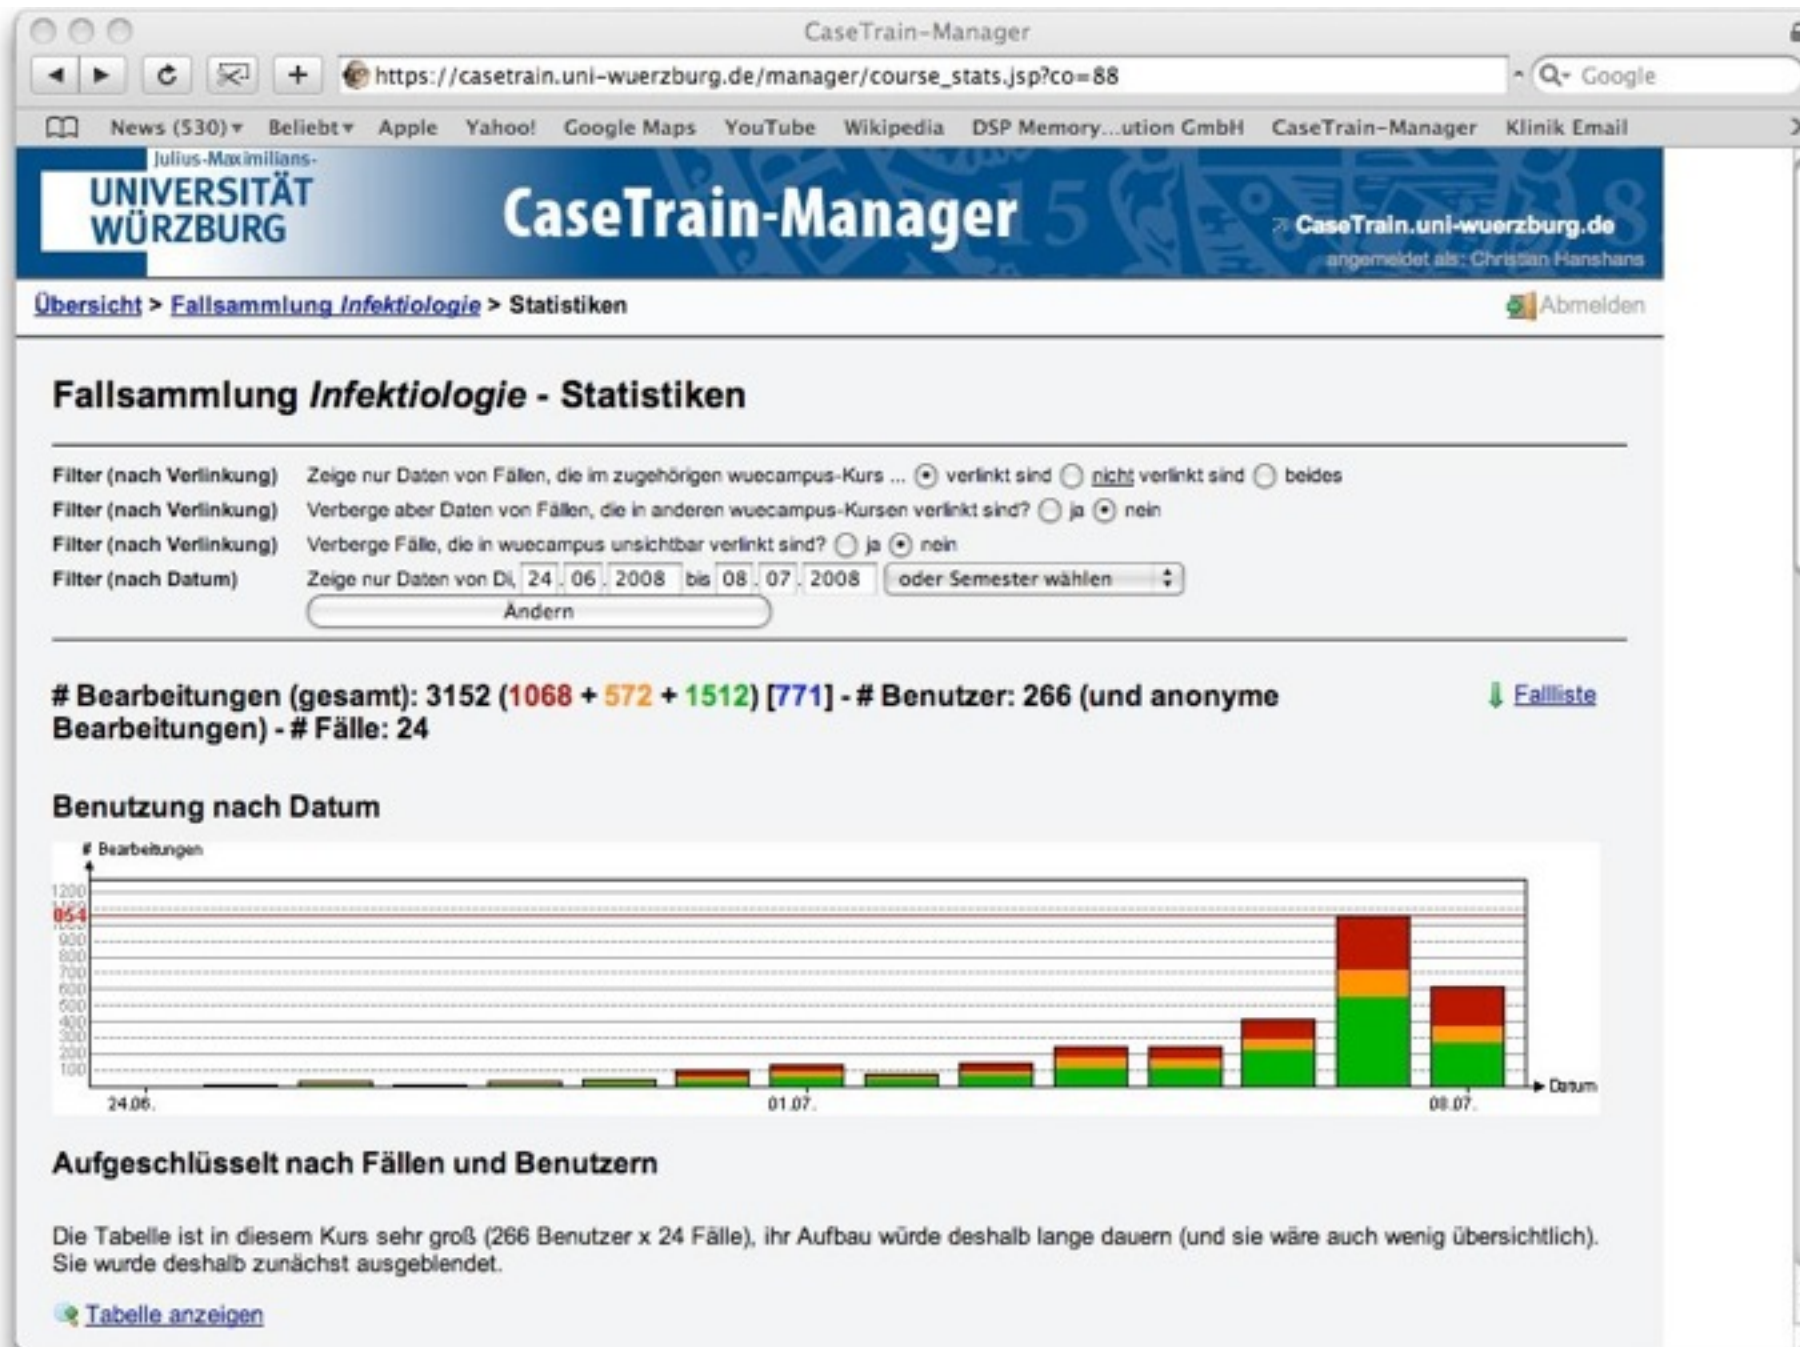 CaseTrain-Manager
https://casetrain.uni-wuerzburg.de/manager/course_stats.jsp?co=88
Google
News (530) Beliebt Apple Yahoo! Google Maps YouTube Wikipedia DSP Memory...ution GmbH CaseTrain-Manager Klinik Email
Julius-Maximilians-
UNIVERSITÄT
WÜRZBURG
CaseTrain-Manager
CaseTrain.uni-wuerzburg.de
angemeldet als: Christian Hanshans
Übersicht > Fallsammlung Infektiologie > Statistiken
Abmelden
Fallsammlung Infektiologie - Statistiken
Filter (nach Verlinkung) Zeige nur Daten von Fällen, die im zugehörigen wuecampus-Kurs ... verlinkt sind nicht verlinkt sind beides
Filter (nach Verlinkung) Verberge aber Daten von Fällen, die in anderen wuecampus-Kursen verlinkt sind? ja nein
Filter (nach Verlinkung) Verberge Fälle, die in wuecampus unsichtbar verlinkt sind? ja nein
Filter (nach Datum) Zeige nur Daten von Di, 24 . 06 . 2008 bis 08 . 07 . 2008 oder Semester wählen
Ändern
# Bearbeitungen (gesamt): 3152 (1068 + 572 + 1512) [771] - # Benutzer: 266 (und anonyme
Bearbeitungen) - # Fälle: 24
Fallliste
Benutzung nach Datum
# Bearbeitungen
1200
054
900
800
700
600
500
400
300
200
100
24.06. 01.07. 08.07.
Datum
Aufgeschlüsselt nach Fällen und Benutzern
Die Tabelle ist in diesem Kurs sehr groß (266 Benutzer x 24 Fälle), ihr Aufbau würde deshalb lange dauern (und sie wäre auch wenig übersichtlich).
Sie wurde deshalb zunächst ausgeblendet.
Tabelle anzeigen